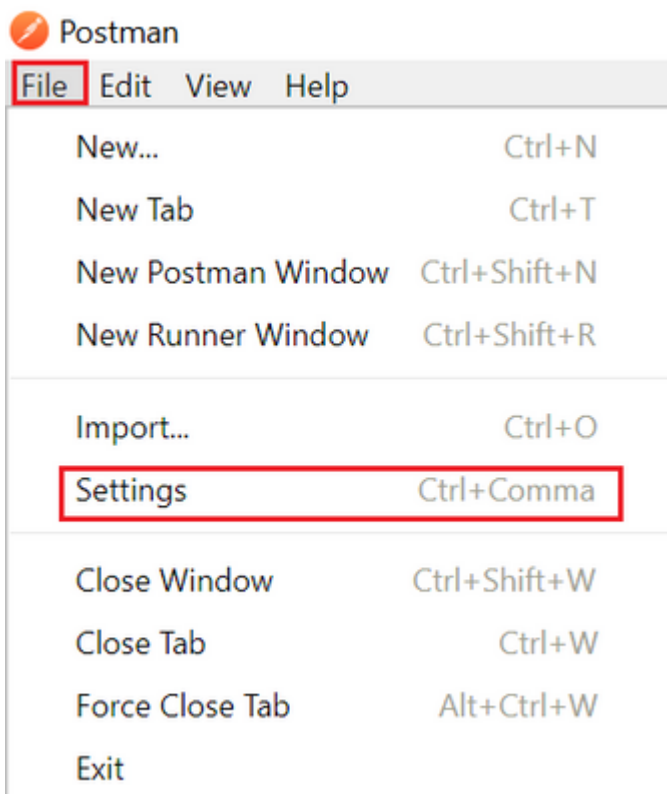 Postman
File Edit View Help
New... Ctrl+N
New Tab Ctrl+T
New Postman Window Ctrl+Shift+N
New Runner Window Ctrl+Shift+R
Import... Ctrl+O
Settings Ctrl+Comma
Close Window Ctrl+Shift+W
Close Tab Ctrl+W
Force Close Tab Alt+Ctrl+W
Exit